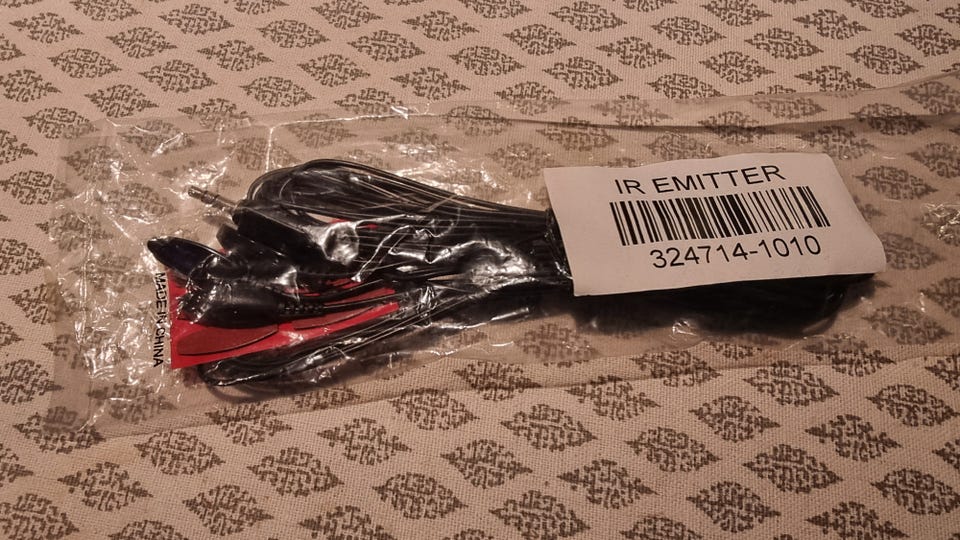 IR EMITTER
324714-1010
MADE IN CHINA